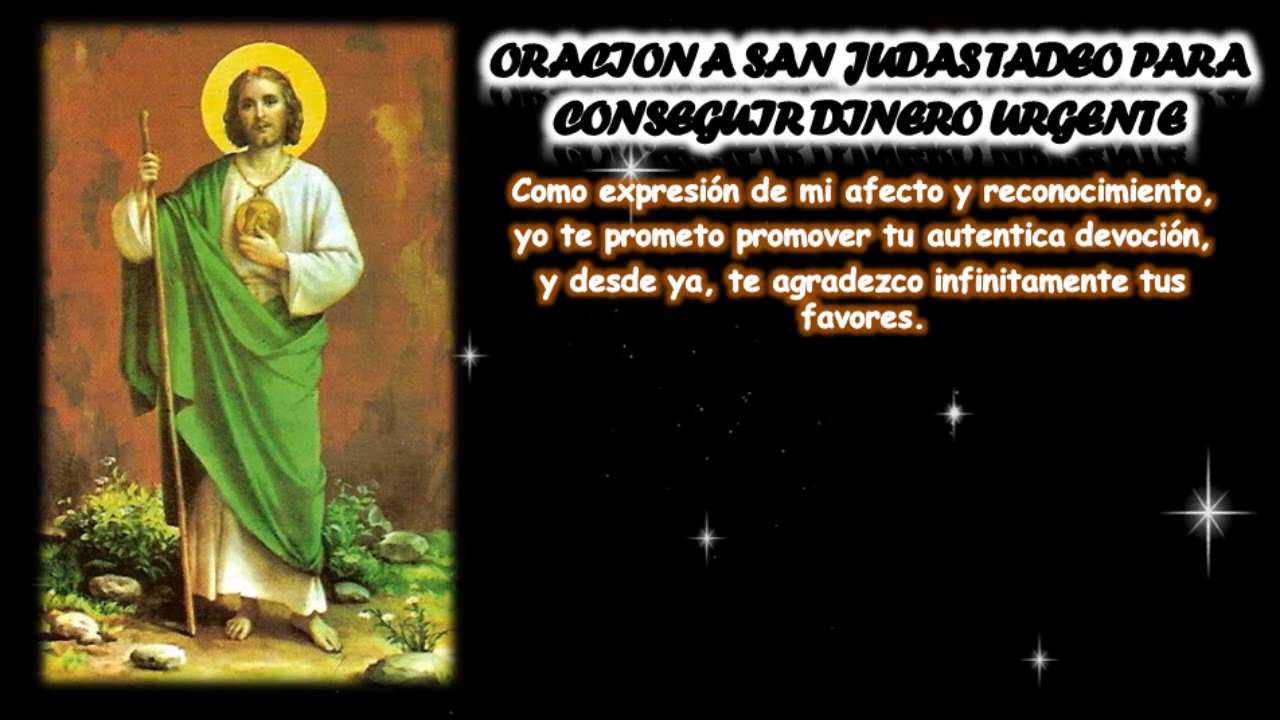 ORACION A SAN JUDAS TADEO PARA
CONSEGUIR DINERO URGENTE
Como expresión de mi afecto y reconocimiento,
yo te prometo promover tu autentica devoción,
y desde ya, te agradezco infinitamente tus
favores.